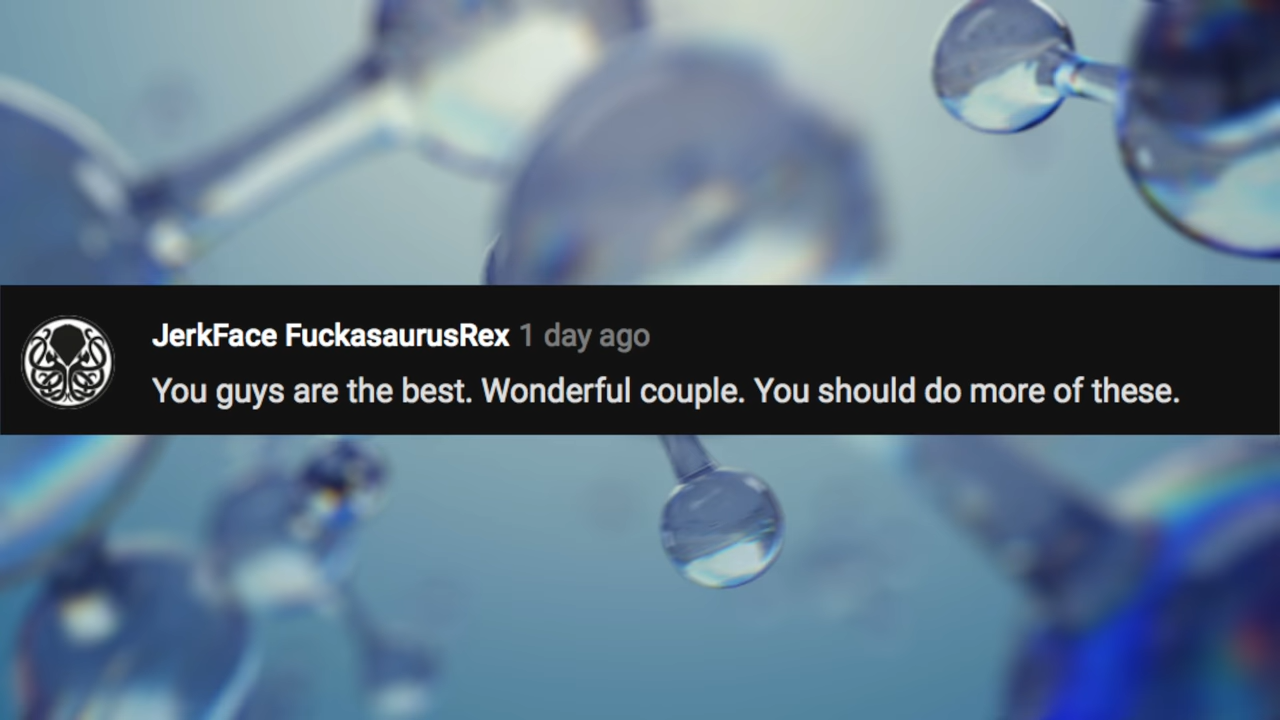 JerkFace FuckasaurusRex 1 day ago
You guys are the best. Wonderful couple. You should do more of these.